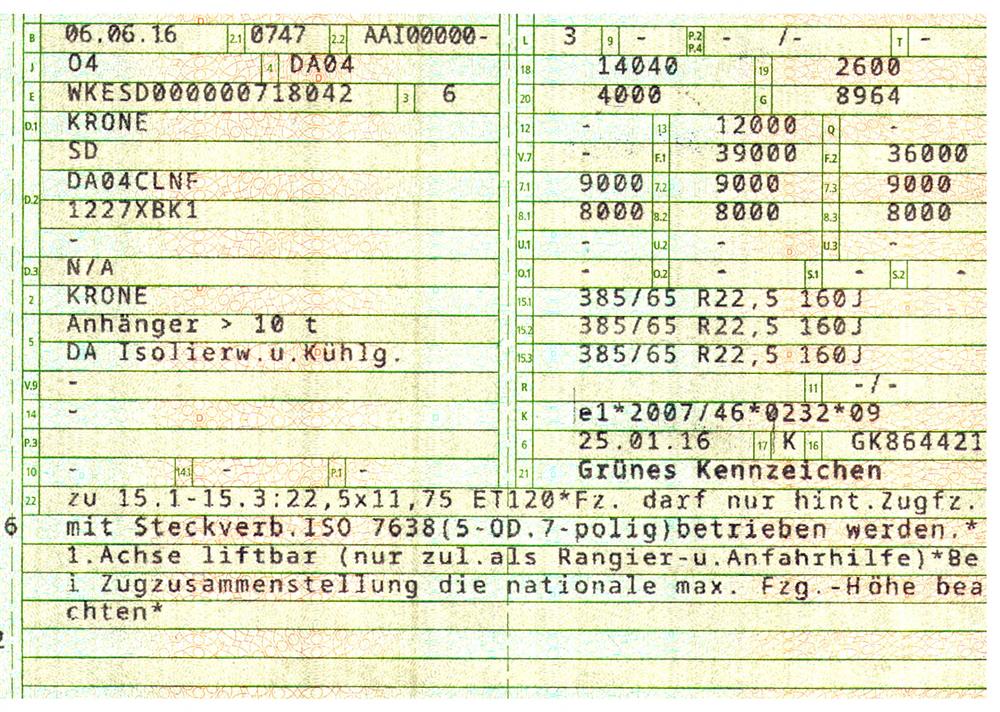 B 06.06.16 2.1 0747 2.2 AAI00000-
J 04 4 DA04
E WKESD000000718042 3 6
D.1 KRONE
SD
D.2 DA04CLNF
1227XBK1
-
D.3 N/A
2 KRONE
5 Anhänger > 10 t
DA Isolierw.u.Kühlg.
V.9 -
14 -
P.3
10 - 14.1 - P.1 -
L 3 9 - P.2 P.4 - /- T -
18 14040 19 2600
20 4000 G 8964
12 - 13 12000 Q -
V.7 - F.1 39000 F.2 36000
7.1 9000 7.2 9000 7.3 9000
8.1 8000 8.2 8000 8.3 8000
U.1 - U.2 - U.3 -
O.1 - O.2 - S.1 - S.2 -
15.1 385/65 R22,5 160J
15.2 385/65 R22,5 160J
15.3 385/65 R22,5 160J
R 11 -/-
K e1*2007/46*0232*09
6 25.01.16 17 K 16 GK864421
21 Grünes Kennzeichen
22 zu 15.1-15.3:22,5x11,75 ET120*Fz. darf nur hint.Zugfz.
6 mit Steckverb.ISO 7638(5-OD.7-polig)betrieben werden.*
1.Achse liftbar (nur zul.als Rangier-u.Anfahrhilfe)*Be
i Zugzusammenstellung die nationale max. Fzg.-Höhe bea
chten*